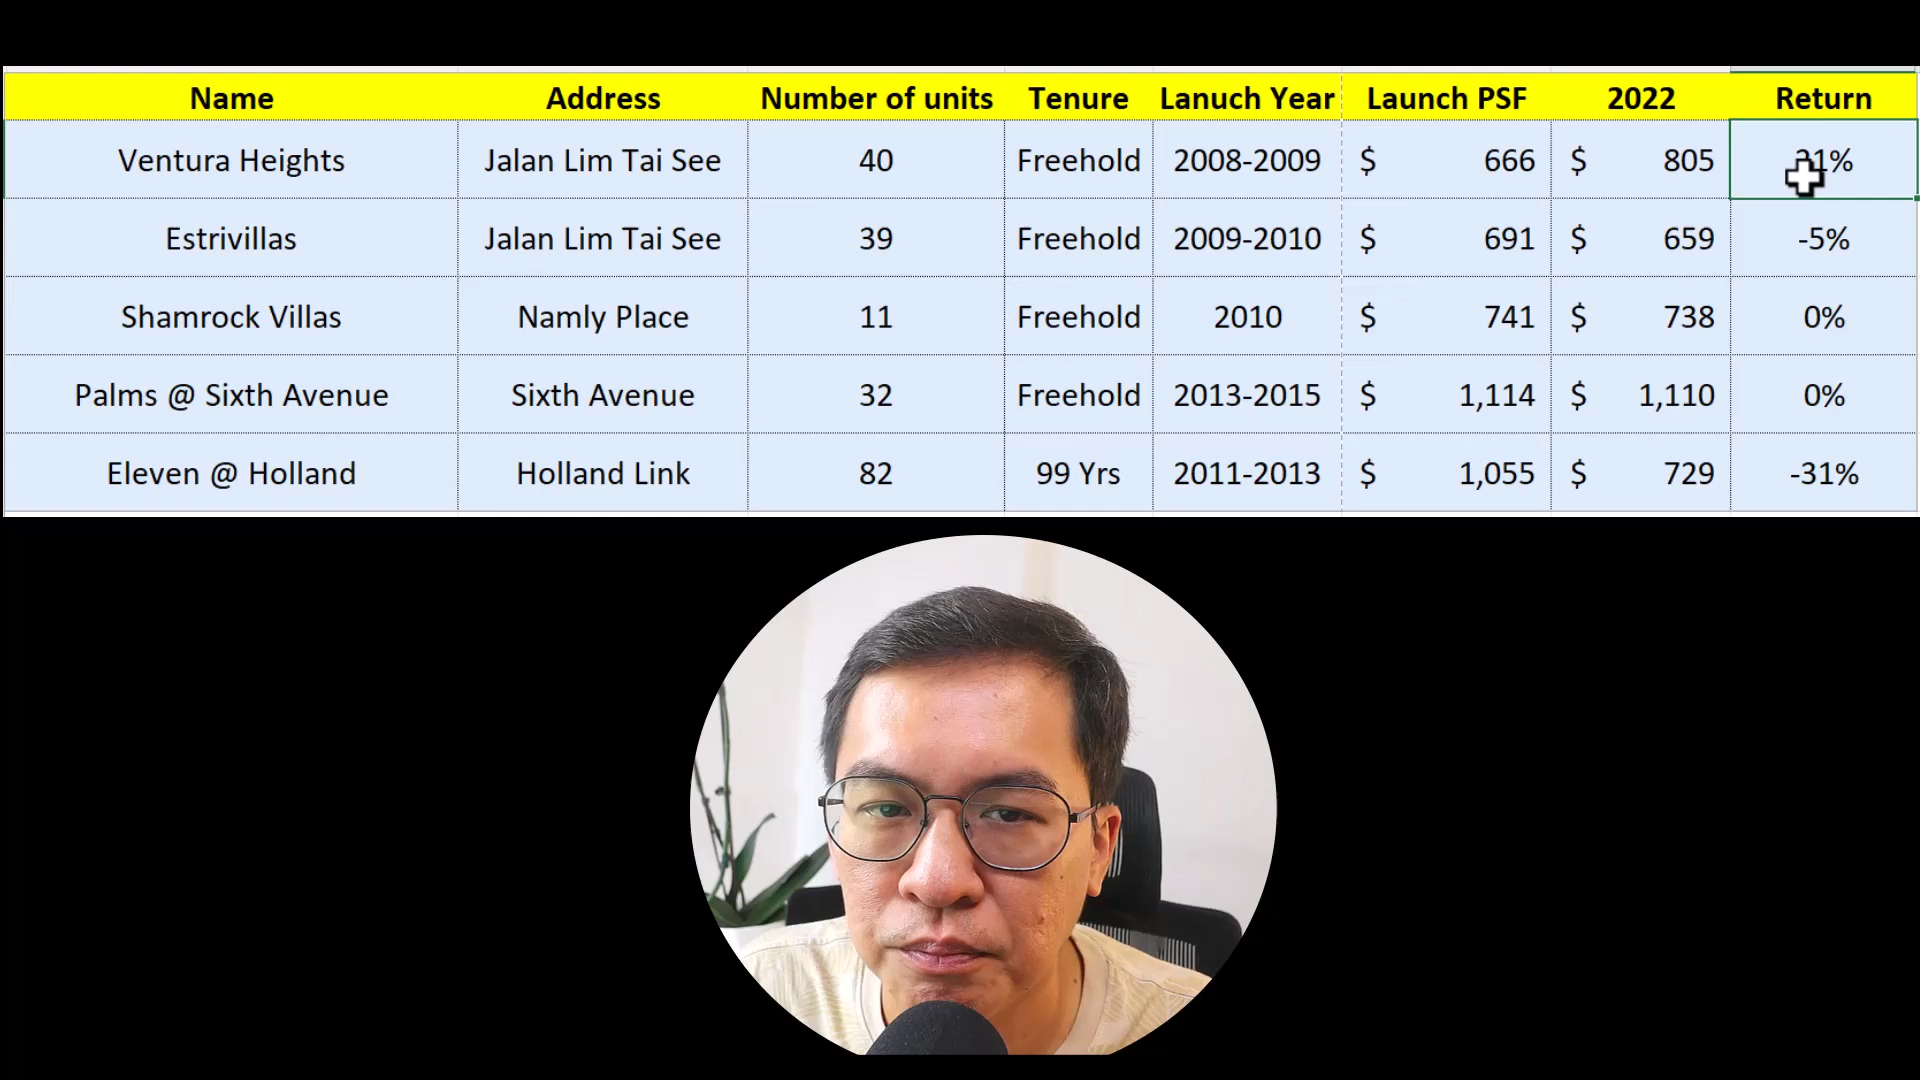 Name Address Number of units Tenure Lanuch Year Launch PSF 2022 Return
Ventura Heights Jalan Lim Tai See 40 Freehold 2008-2009 $ 666 $ 805 21%
Estrivillas Jalan Lim Tai See 39 Freehold 2009-2010 $ 691 $ 659 -5%
Shamrock Villas Namly Place 11 Freehold 2010 $ 741 $ 738 0%
Palms @ Sixth Avenue Sixth Avenue 32 Freehold 2013-2015 $ 1,114 $ 1,110 0%
Eleven @ Holland Holland Link 82 99 Yrs 2011-2013 $ 1,055 $ 729 -31%